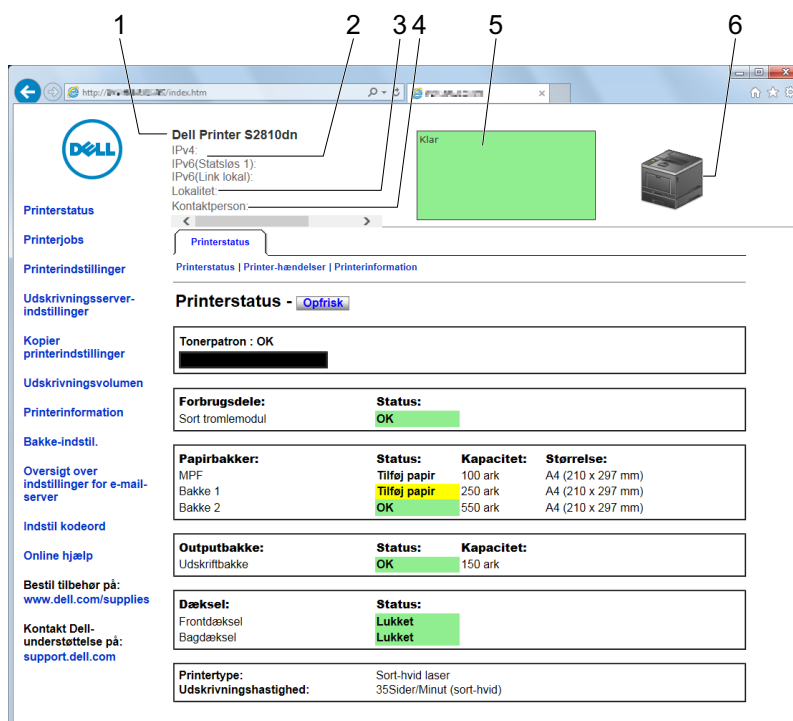 1 2 3 4 5 6
http:// /index.htm
DELL
Dell Printer S2810dn
IPv4:
IPv6(Statsløs 1):
IPv6(Link lokal):
Lokalitet:
Kontaktperson:
Klar
Printerstatus
Printerjobs
Printerindstillinger
Udskrivningsserver-
indstillinger
Kopier
printerindstillinger
Udskrivningsvolumen
Printerinformation
Bakke-indstil.
Oversigt over
indstillinger for e-mail-
server
Indstil kodeord
Online hjælp
Bestil tilbehør på:
www.dell.com/supplies
Kontakt Dell-
understøttelse på:
support.dell.com
Printerstatus
Printerstatus | Printer-hændelser | Printerinformation
Printerstatus - Opfrisk
Tonerpatron : OK
Forbrugsdele: Status:
Sort tromlemodul OK
Papirbakker: Status: Kapacitet: Størrelse:
MPF Tilføj papir 100 ark A4 (210 x 297 mm)
Bakke 1 Tilføj papir 250 ark A4 (210 x 297 mm)
Bakke 2 OK 550 ark A4 (210 x 297 mm)
Outputbakke: Status: Kapacitet:
Udskriftbakke OK 150 ark
Dæksel: Status:
Frontdæksel Lukket
Bagdæksel Lukket
Printertype: Sort-hvid laser
Udskrivningshastighed: 35Sider/Minut (sort-hvid)